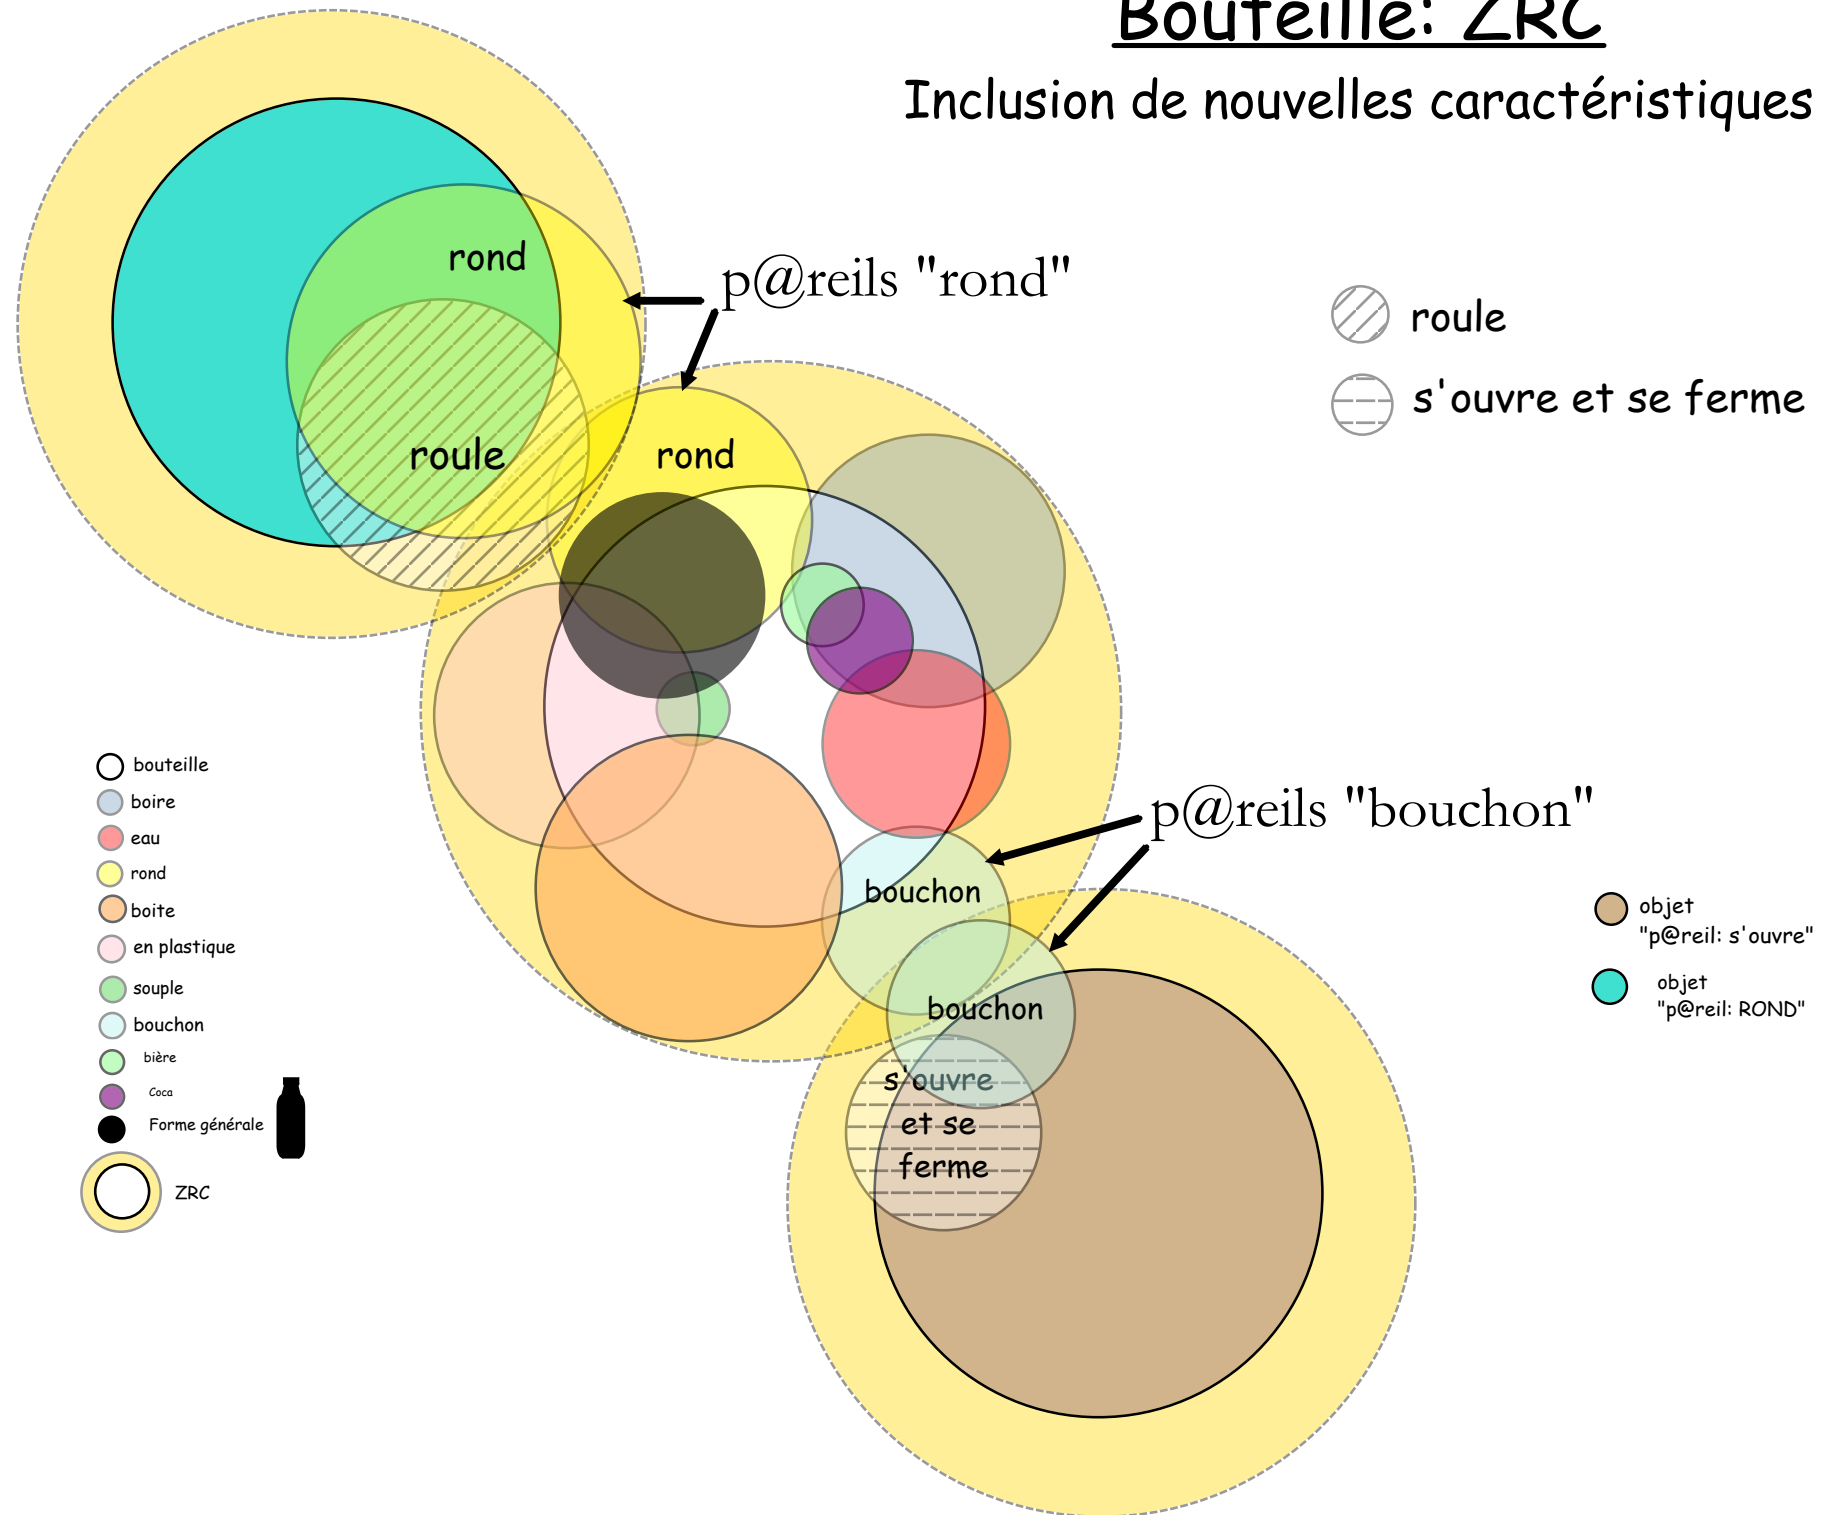 Bouteille: ZRC
Inclusion de nouvelles caractéristiques
rond
p@reils "rond"
roule
s'ouvre et se ferme
roule
rond
bouteille
boire
eau
rond
boite
en plastique
souple
bouchon
bière
Coca
Forme générale
ZRC
p@reils "bouchon"
bouchon
bouchon
s'ouvre
et se
ferme
objet
"p@reil: s'ouvre"
objet
"p@reil: ROND"